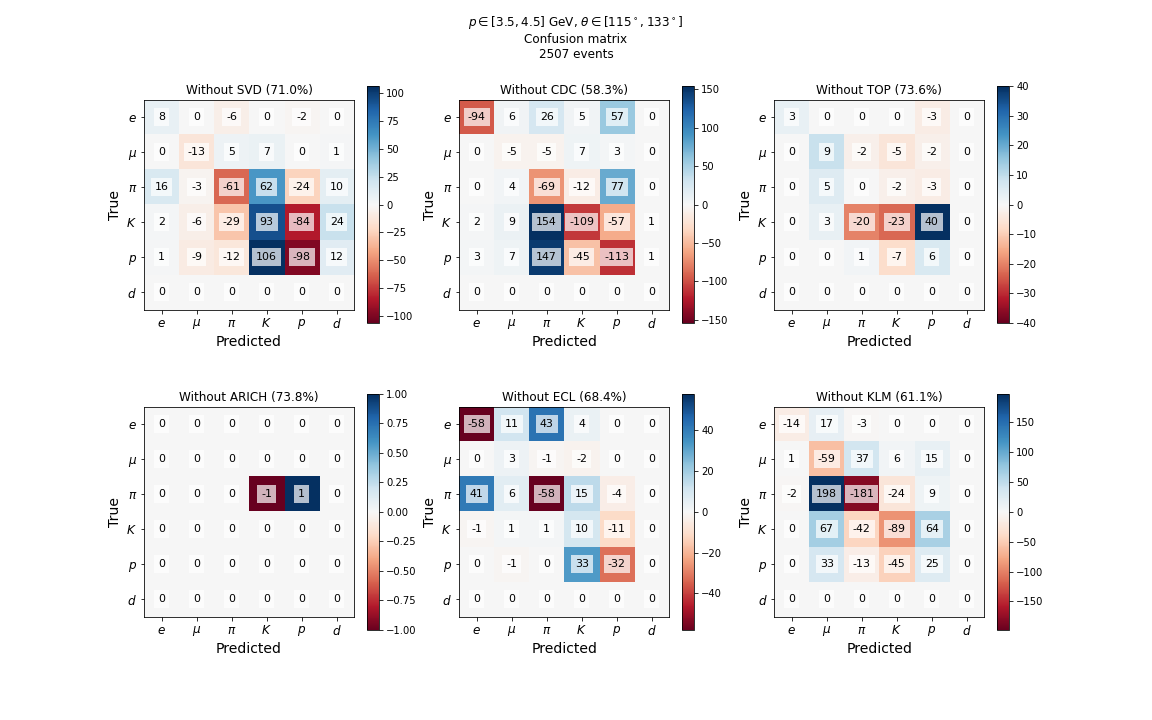 p ∈ [3.5, 4.5] GeV, θ ∈ [115°, 133°]
Confusion matrix
2507 events
Without SVD (71.0%)
e 8 0 -6 0 -2 0
μ 0 -13 5 7 0 1
π 16 -3 -61 62 -24 10
K 2 -6 -29 93 -84 24
p 1 -9 -12 106 -98 12
d 0 0 0 0 0 0
e μ π K p d
True
Predicted
100
75
50
25
0
−25
−50
−75
−100
Without CDC (58.3%)
e -94 6 26 5 57 0
μ 0 -5 -5 7 3 0
π 0 4 -69 -12 77 0
K 2 9 154 -109 -57 1
p 3 7 147 -45 -113 1
d 0 0 0 0 0 0
e μ π K p d
True
Predicted
150
100
50
0
−50
−100
−150
Without TOP (73.6%)
e 3 0 0 0 -3 0
μ 0 9 -2 -5 -2 0
π 0 5 0 -2 -3 0
K 0 3 -20 -23 40 0
p 0 0 1 -7 6 0
d 0 0 0 0 0 0
e μ π K p d
True
Predicted
40
30
20
10
0
−10
−20
−30
−40
Without ARICH (73.8%)
e 0 0 0 0 0 0
μ 0 0 0 0 0 0
π 0 0 0 -1 1 0
K 0 0 0 0 0 0
p 0 0 0 0 0 0
d 0 0 0 0 0 0
e μ π K p d
True
Predicted
1.00
0.75
0.50
0.25
0.00
−0.25
−0.50
−0.75
−1.00
Without ECL (68.4%)
e -58 11 43 4 0 0
μ 0 3 -1 -2 0 0
π 41 6 -58 15 -4 0
K -1 1 1 10 -11 0
p 0 -1 0 33 -32 0
d 0 0 0 0 0 0
e μ π K p d
True
Predicted
40
20
0
−20
−40
Without KLM (61.1%)
e -14 17 -3 0 0 0
μ 1 -59 37 6 15 0
π -2 198 -181 -24 9 0
K 0 67 -42 -89 64 0
p 0 33 -13 -45 25 0
d 0 0 0 0 0 0
e μ π K p d
True
Predicted
150
100
50
0
−50
−100
−150